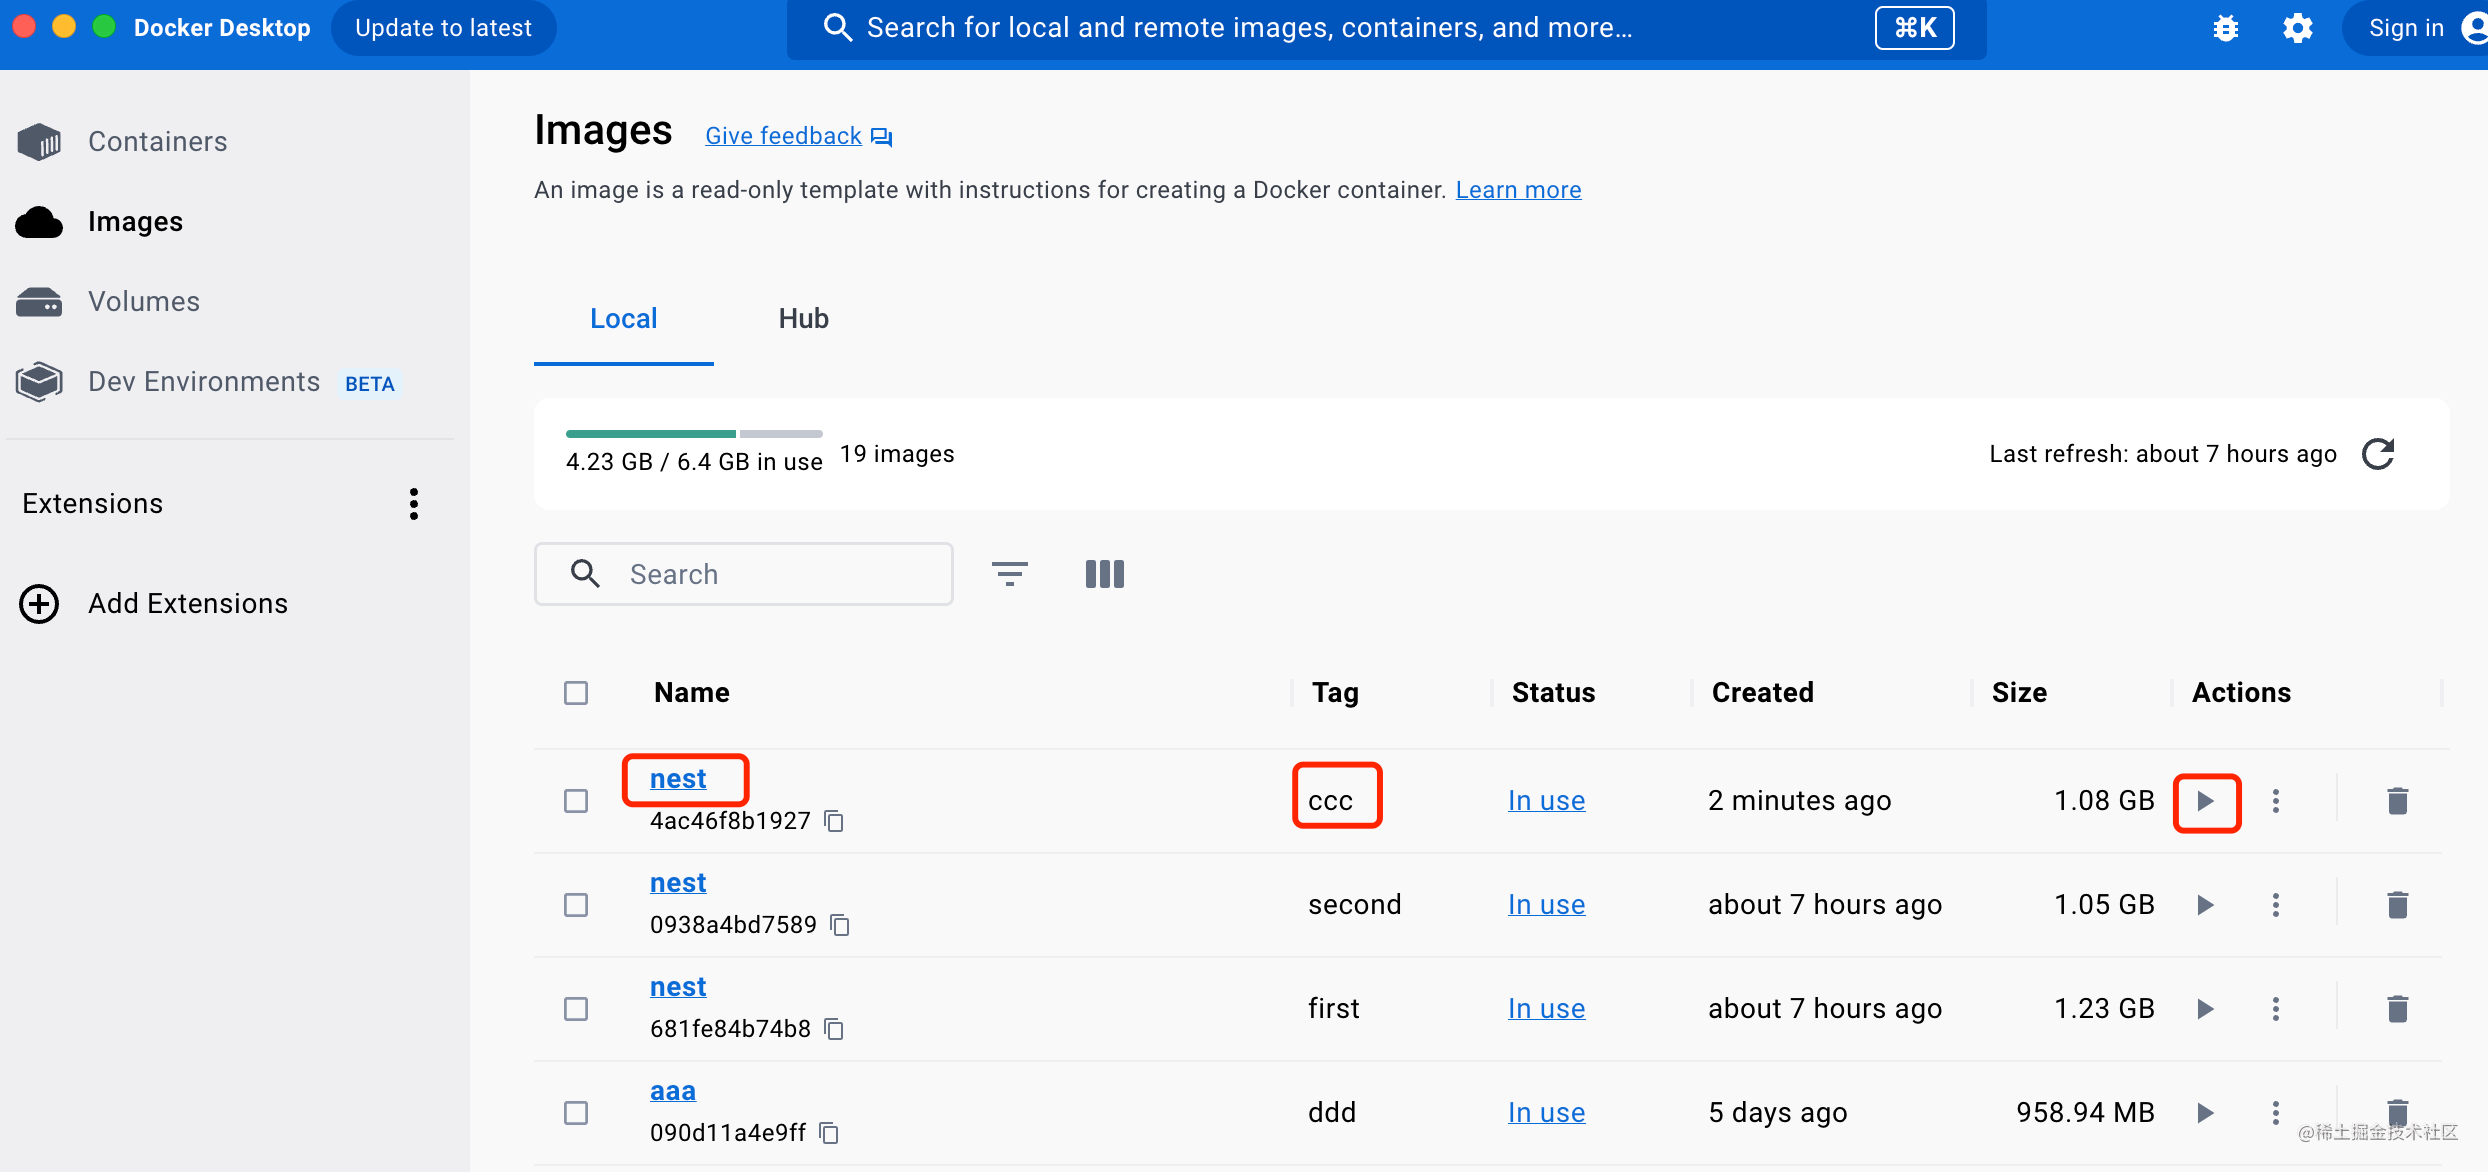 Docker Desktop
Update to latest
Search for local and remote images, containers, and more...
⌘K
Sign in
Containers
Images
Volumes
Dev Environments BETA
Extensions
Add Extensions
Images
Give feedback
An image is a read-only template with instructions for creating a Docker container. Learn more
Local
Hub
4.23 GB / 6.4 GB in use
19 images
Last refresh: about 7 hours ago
Search
Name Tag Status Created Size Actions
nest
4ac46f8b1927
ccc In use 2 minutes ago 1.08 GB
nest
0938a4bd7589
second In use about 7 hours ago 1.05 GB
nest
681fe84b74b8
first In use about 7 hours ago 1.23 GB
aaa
090d11a4e9ff
ddd In use 5 days ago 958.94 MB
@稀土掘金技术社区